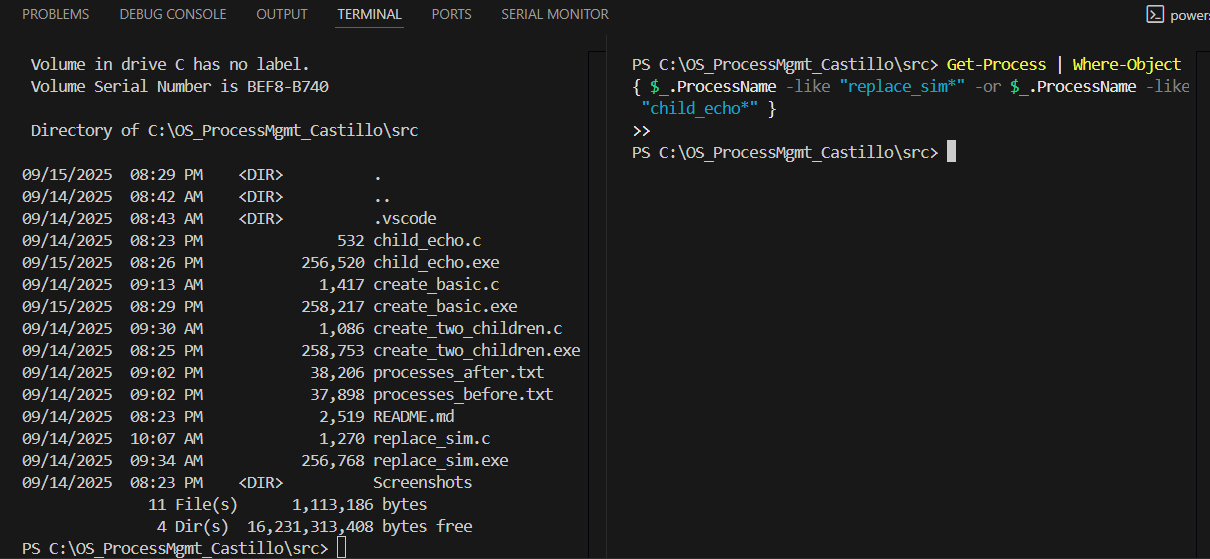 PROBLEMS DEBUG CONSOLE OUTPUT TERMINAL PORTS SERIAL MONITOR
Volume in drive C has no label.
Volume Serial Number is BEF8-B740
Directory of C:\OS_ProcessMgmt_Castillo\src
09/15/2025 08:29 PM <DIR> .
09/14/2025 08:42 AM <DIR> ..
09/14/2025 08:43 AM <DIR> .vscode
09/14/2025 08:23 PM 532 child_echo.c
09/15/2025 08:26 PM 256,520 child_echo.exe
09/14/2025 09:13 AM 1,417 create_basic.c
09/15/2025 08:29 PM 258,217 create_basic.exe
09/14/2025 09:30 AM 1,086 create_two_children.c
09/14/2025 08:25 PM 258,753 create_two_children.exe
09/14/2025 09:02 PM 38,206 processes_after.txt
09/14/2025 09:02 PM 37,898 processes_before.txt
09/14/2025 08:23 PM 2,519 README.md
09/14/2025 10:07 AM 1,270 replace_sim.c
09/14/2025 09:34 AM 256,768 replace_sim.exe
09/14/2025 08:23 PM <DIR> Screenshots
11 File(s) 1,113,186 bytes
4 Dir(s) 16,231,313,408 bytes free
PS C:\OS_ProcessMgmt_Castillo\src>
PS C:\OS_ProcessMgmt_Castillo\src> Get-Process | Where-Object
{ $_.ProcessName -like "replace_sim*" -or $_.ProcessName -like
"child_echo*" }
>>
PS C:\OS_ProcessMgmt_Castillo\src>